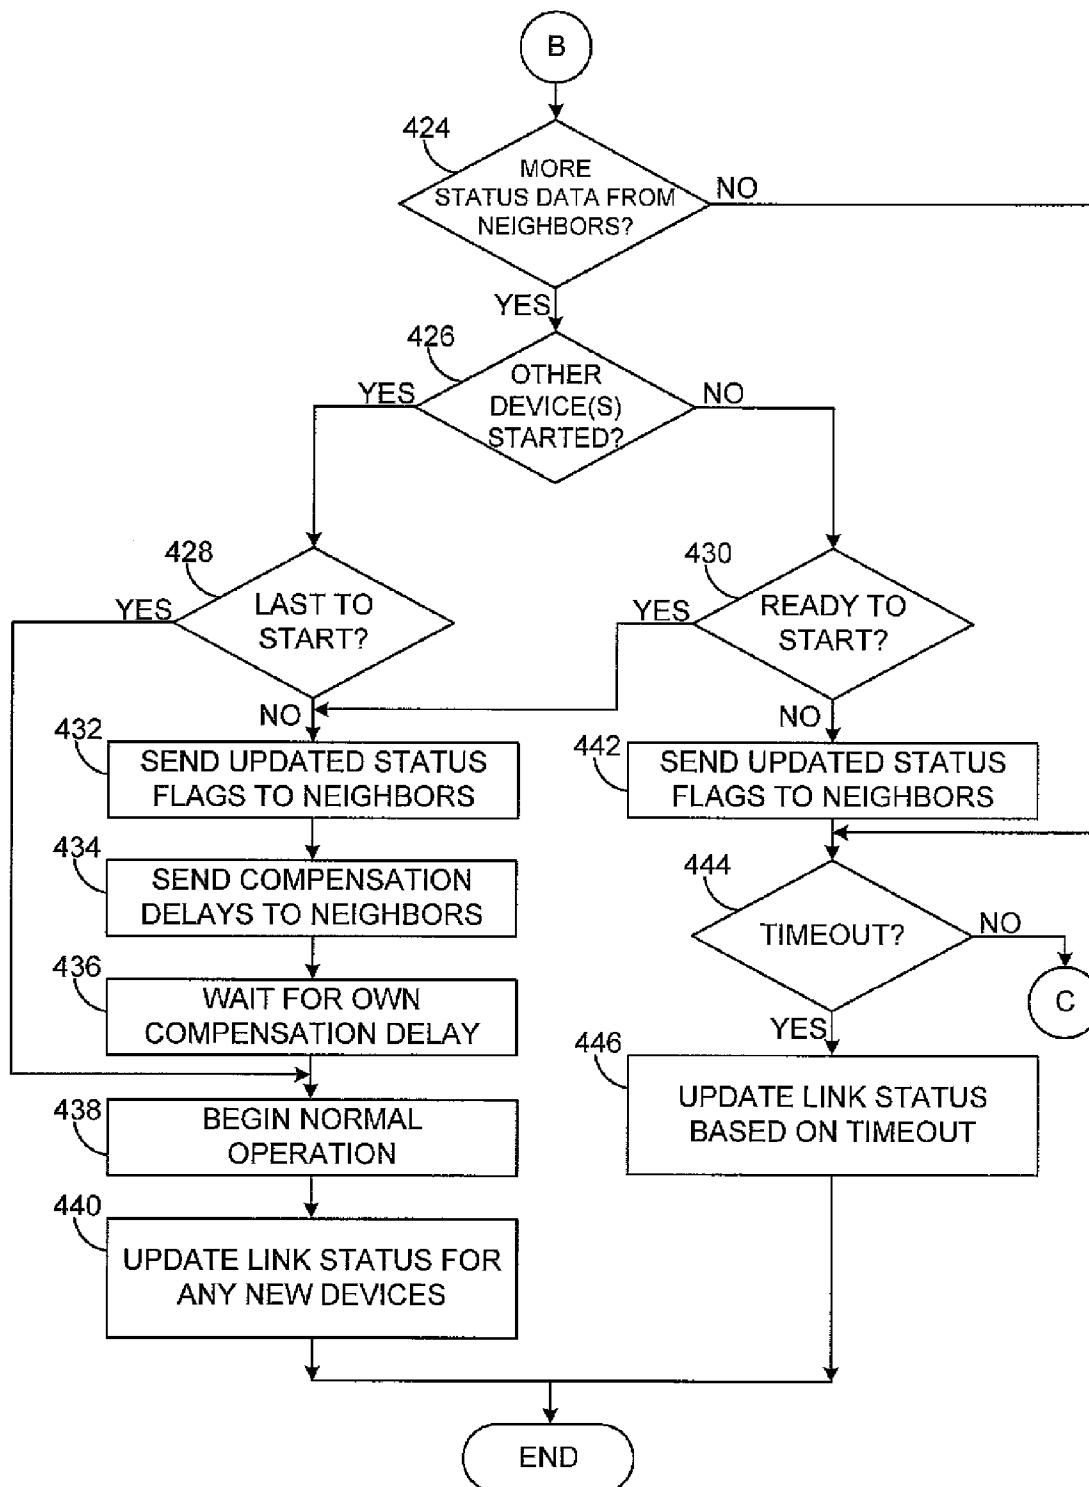 B
424
MORE
STATUS DATA FROM
NEIGHBORS?
NO
YES
426
OTHER
DEVICE(S)
STARTED?
YES
NO
428
LAST TO
START?
YES
NO
430
READY TO
START?
YES
NO
432
SEND UPDATED STATUS
FLAGS TO NEIGHBORS
442
SEND UPDATED STATUS
FLAGS TO NEIGHBORS
434
SEND COMPENSATION
DELAYS TO NEIGHBORS
444
TIMEOUT?
NO
C
YES
436
WAIT FOR OWN
COMPENSATION DELAY
446
UPDATE LINK STATUS
BASED ON TIMEOUT
438
BEGIN NORMAL
OPERATION
440
UPDATE LINK STATUS FOR
ANY NEW DEVICES
END